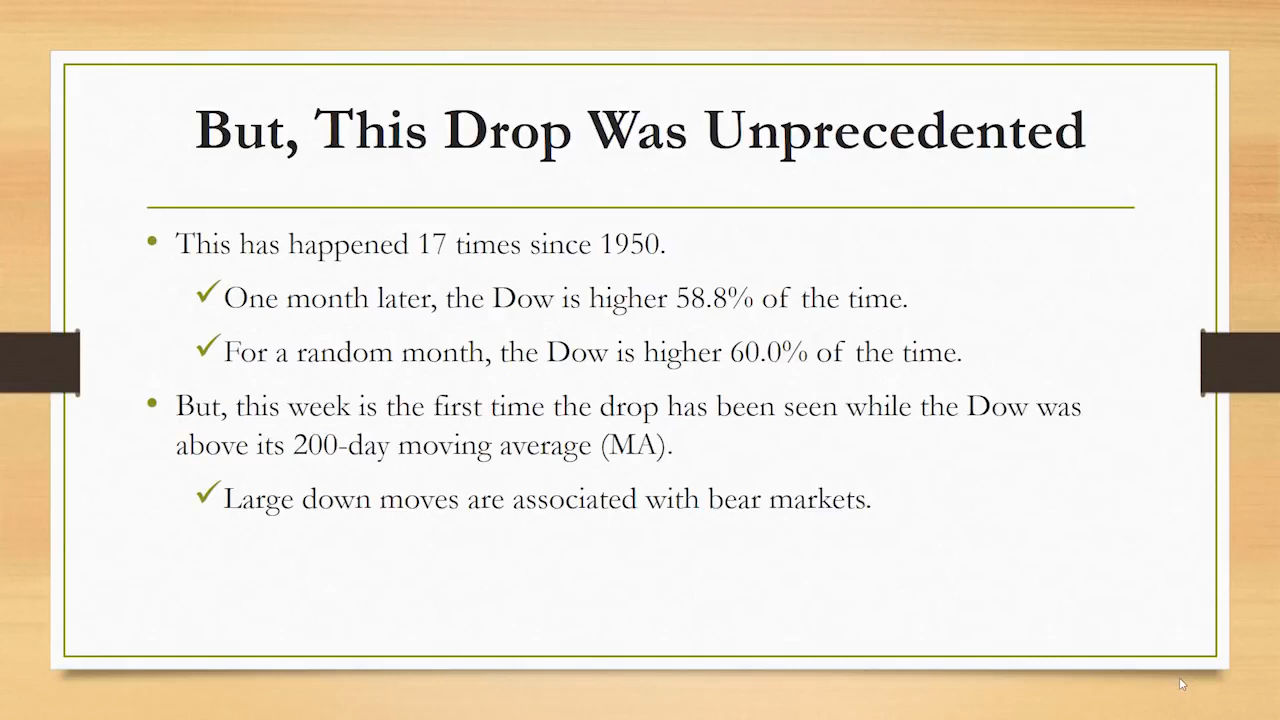 But, This Drop Was Unprecedented
This has happened 17 times since 1950.
One month later, the Dow is higher 58.8% of the time.
For a random month, the Dow is higher 60.0% of the time.
But, this week is the first time the drop has been seen while the Dow was
above its 200-day moving average (MA).
Large down moves are associated with bear markets.